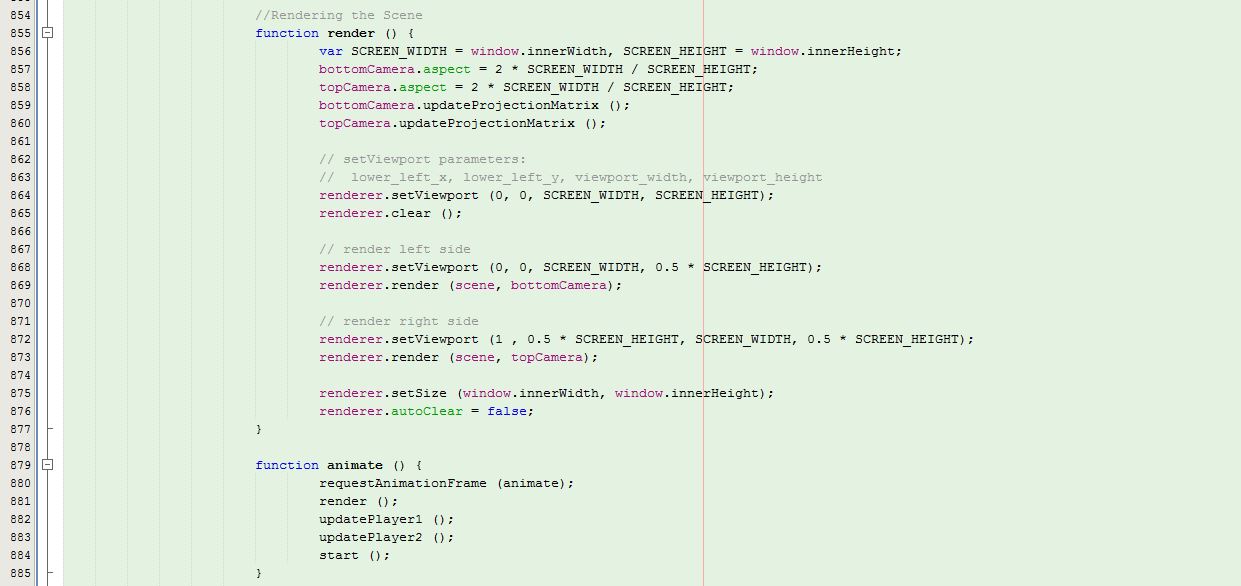 854 //Rendering the Scene
855 function render () {
856 var SCREEN_WIDTH = window.innerWidth, SCREEN_HEIGHT = window.innerHeight;
857 bottomCamera.aspect = 2 * SCREEN_WIDTH / SCREEN_HEIGHT;
858 topCamera.aspect = 2 * SCREEN_WIDTH / SCREEN_HEIGHT;
859 bottomCamera.updateProjectionMatrix ();
860 topCamera.updateProjectionMatrix ();
861
862 // setViewport parameters:
863 //  lower_left_x, lower_left_y, viewport_width, viewport_height
864 renderer.setViewport (0, 0, SCREEN_WIDTH, SCREEN_HEIGHT);
865 renderer.clear ();
866
867 // render left side
868 renderer.setViewport (0, 0, SCREEN_WIDTH, 0.5 * SCREEN_HEIGHT);
869 renderer.render (scene, bottomCamera);
870
871 // render right side
872 renderer.setViewport (1 , 0.5 * SCREEN_HEIGHT, SCREEN_WIDTH, 0.5 * SCREEN_HEIGHT);
873 renderer.render (scene, topCamera);
874
875 renderer.setSize (window.innerWidth, window.innerHeight);
876 renderer.autoClear = false;
877 }
878
879 function animate () {
880 requestAnimationFrame (animate);
881 render ();
882 updatePlayer1 ();
883 updatePlayer2 ();
884 start ();
885 }